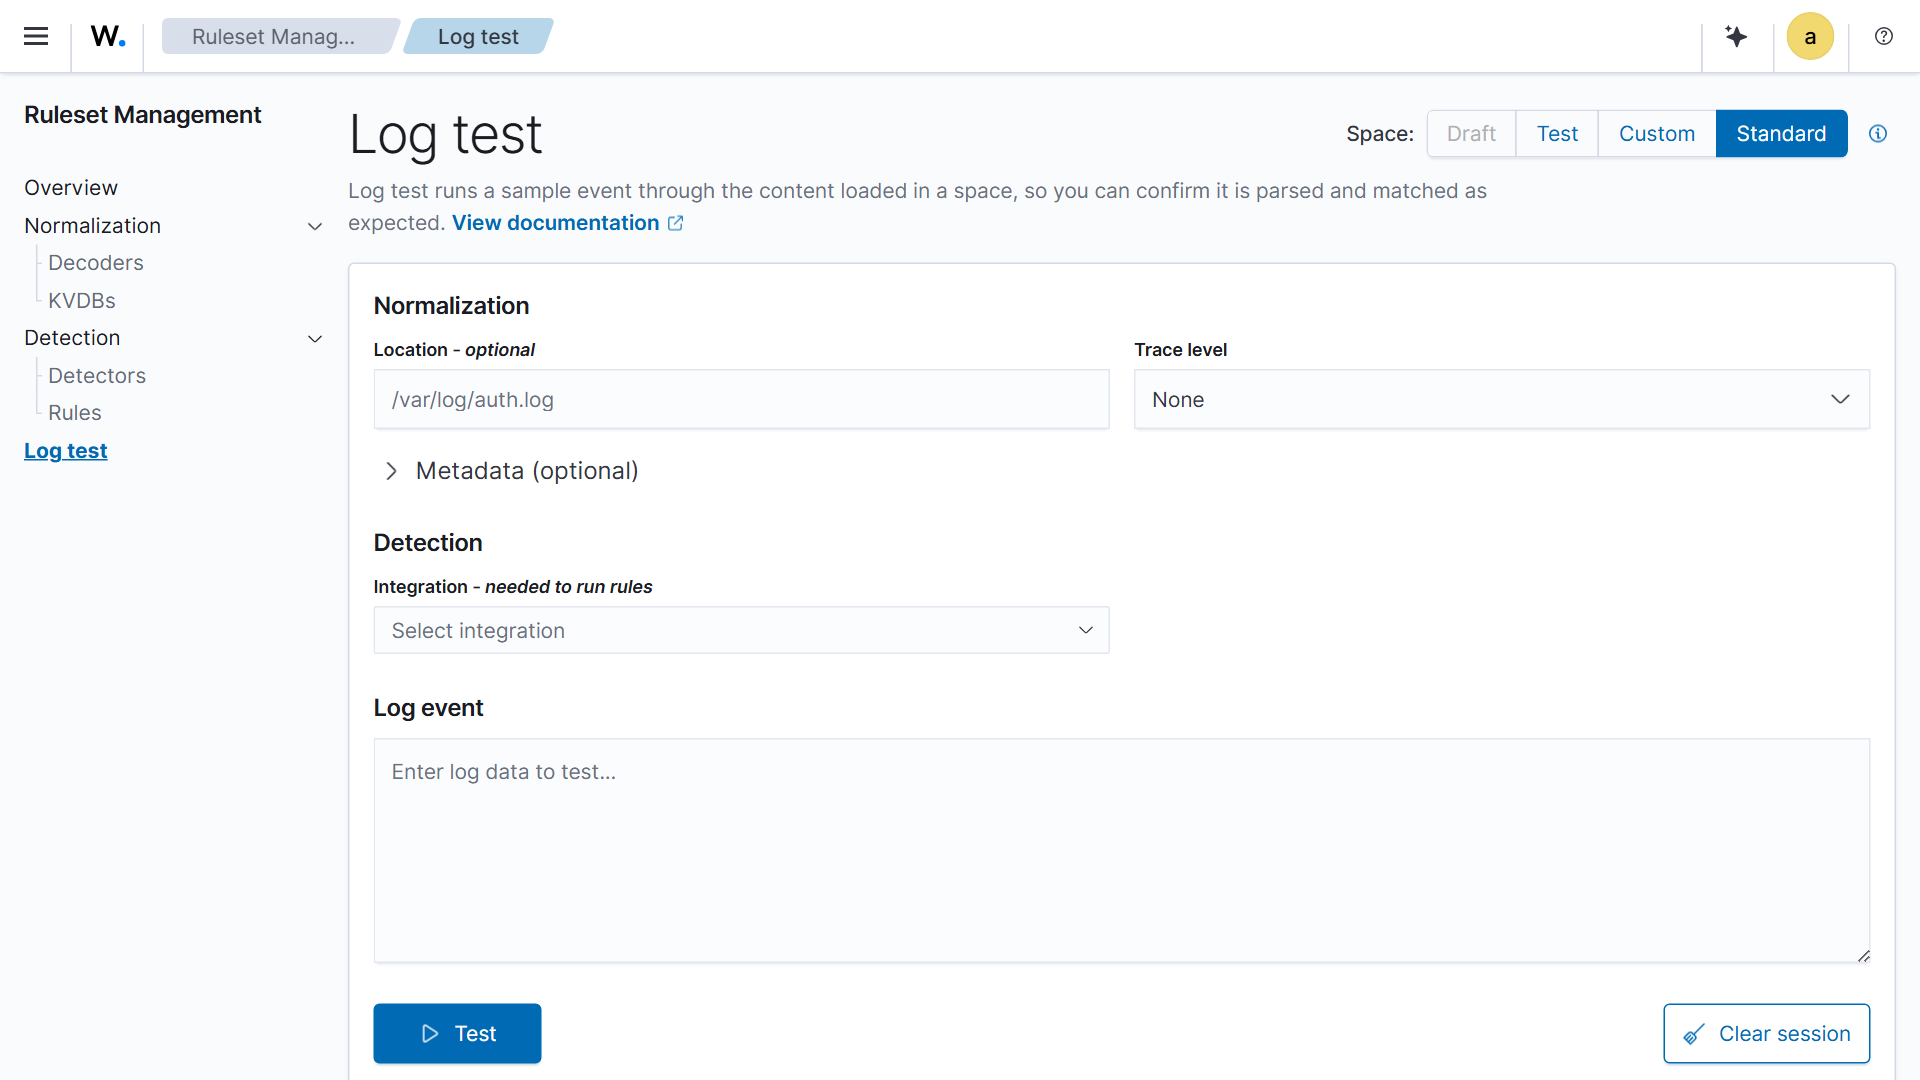 W.
Ruleset Manag...
Log test
a
Ruleset Management
Overview
Normalization
Decoders
KVDBs
Detection
Detectors
Rules
Log test
Log test
Space:
Draft
Test
Custom
Standard
Log test runs a sample event through the content loaded in a space, so you can confirm it is parsed and matched as
expected. View documentation
Normalization
Location - optional
Trace level
/var/log/auth.log
None
Metadata (optional)
Detection
Integration - needed to run rules
Select integration
Log event
Enter log data to test...
Test
Clear session